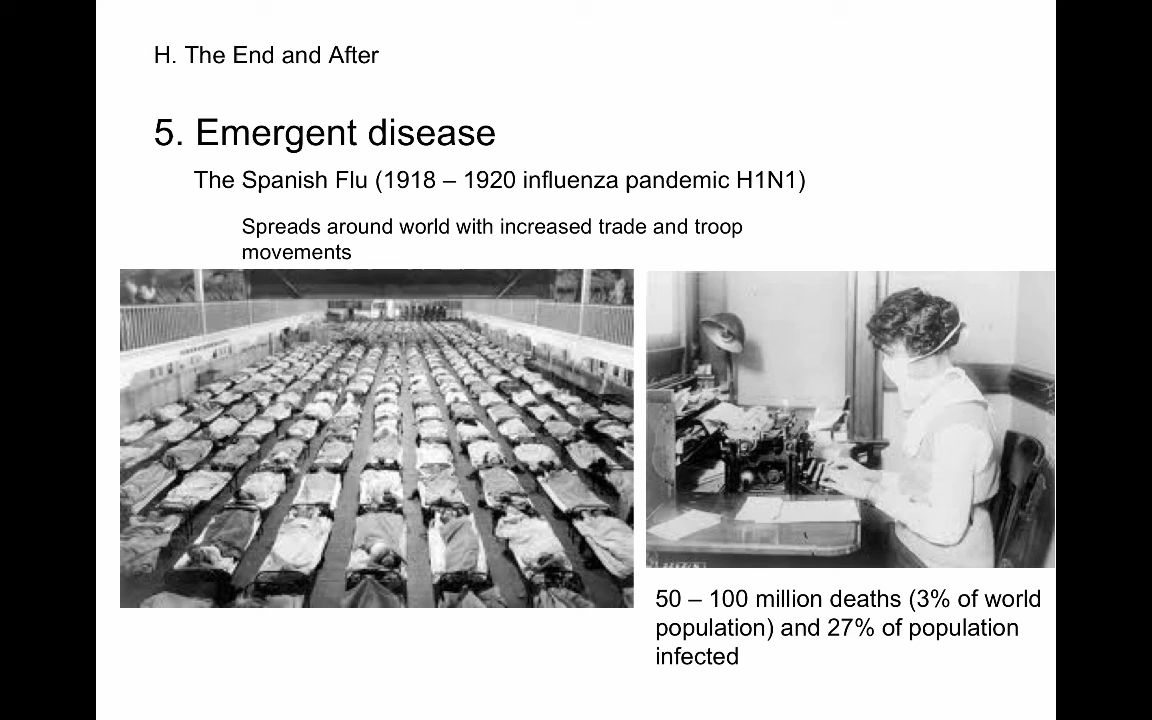 H. The End and After
5. Emergent disease
The Spanish Flu (1918 – 1920 influenza pandemic H1N1)
Spreads around world with increased trade and troop
movements
50 – 100 million deaths (3% of world
population) and 27% of population
infected